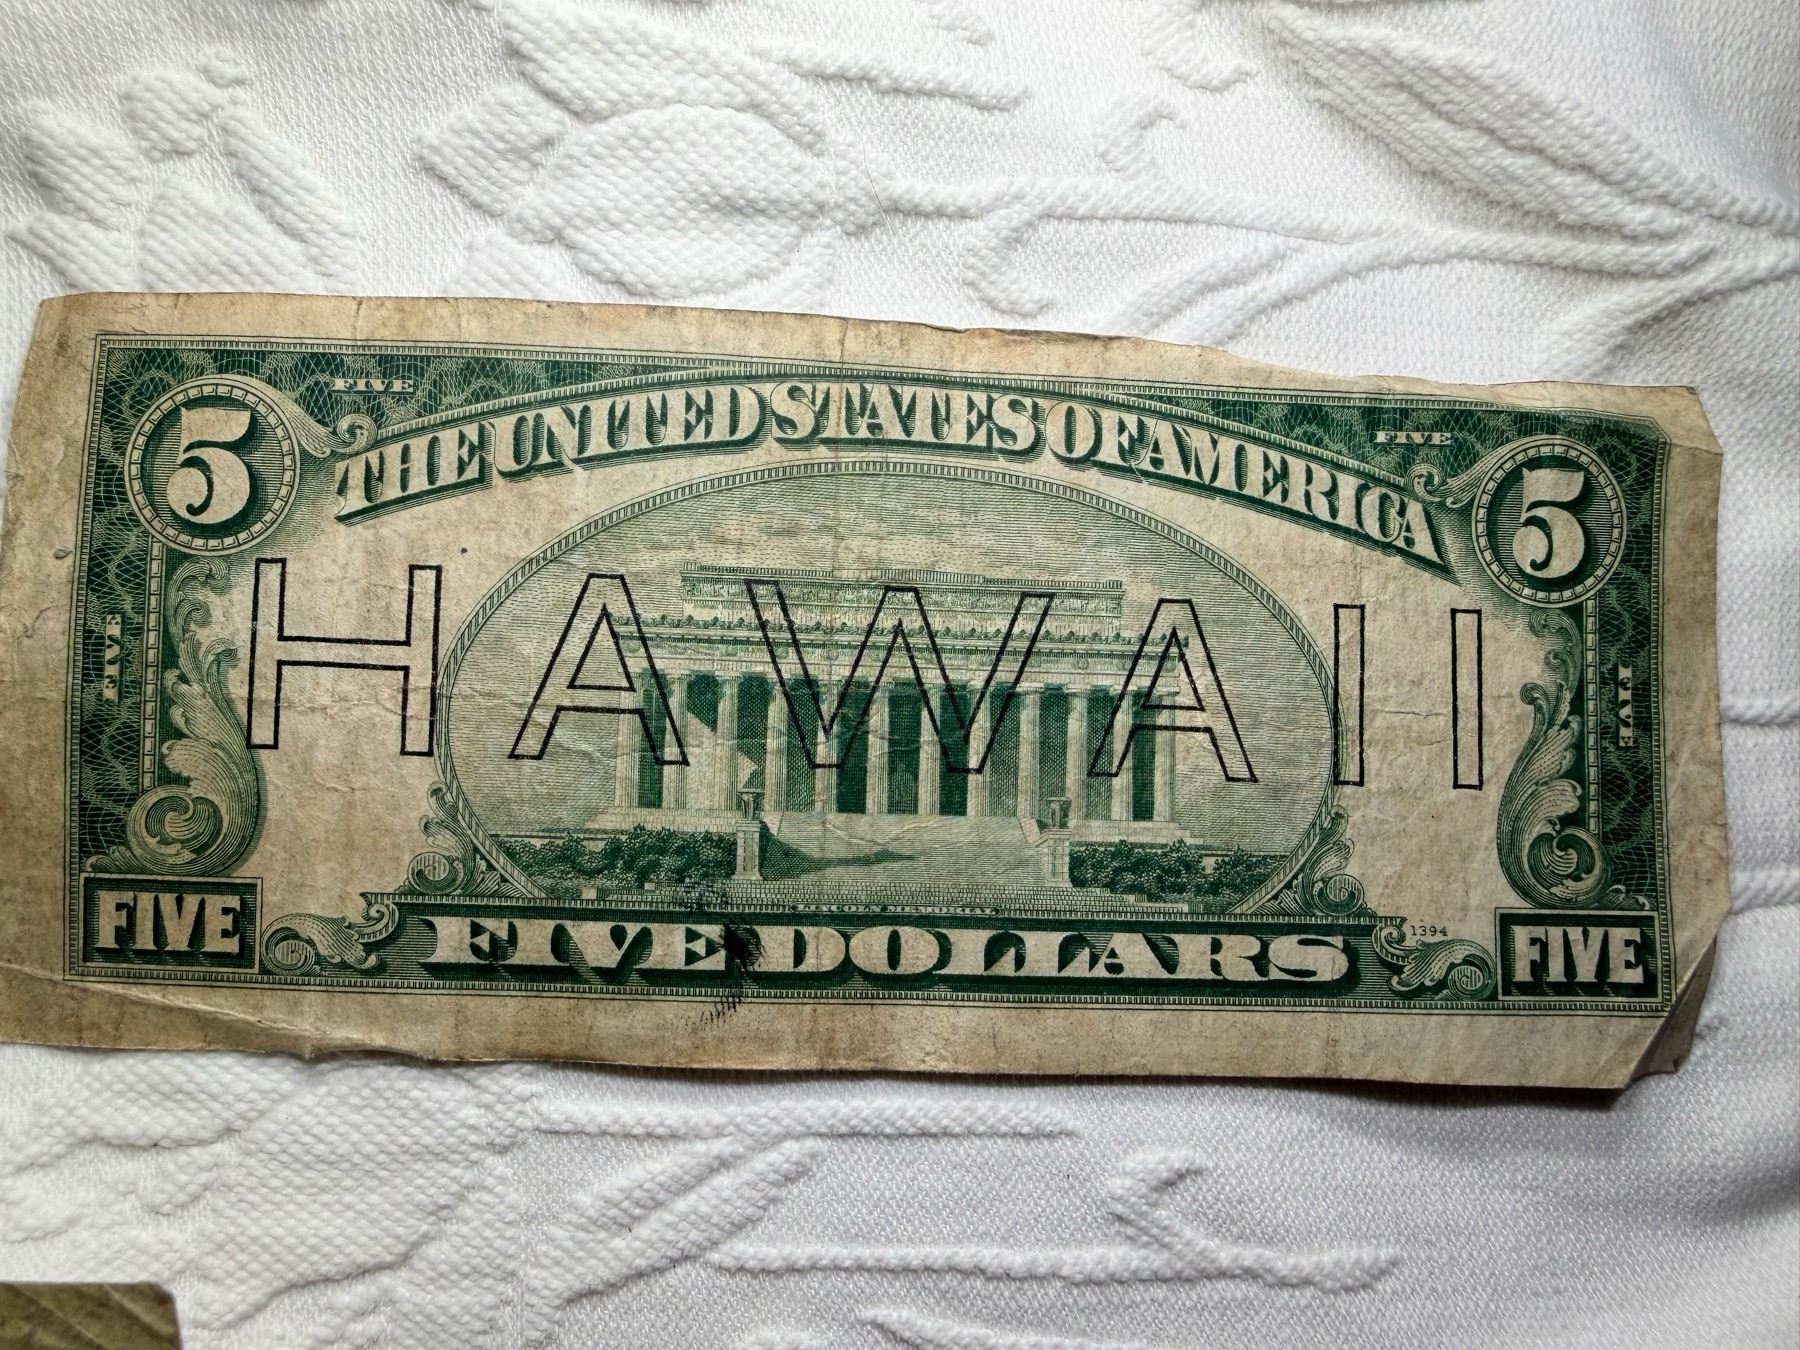 FIVE
FIVE
5
THE UNITED STATES OF AMERICA
5
HAWAII
FIVE
FIVE
LINCOLN MEMORIAL
FIVE
FIVE DOLLARS
1394
FIVE